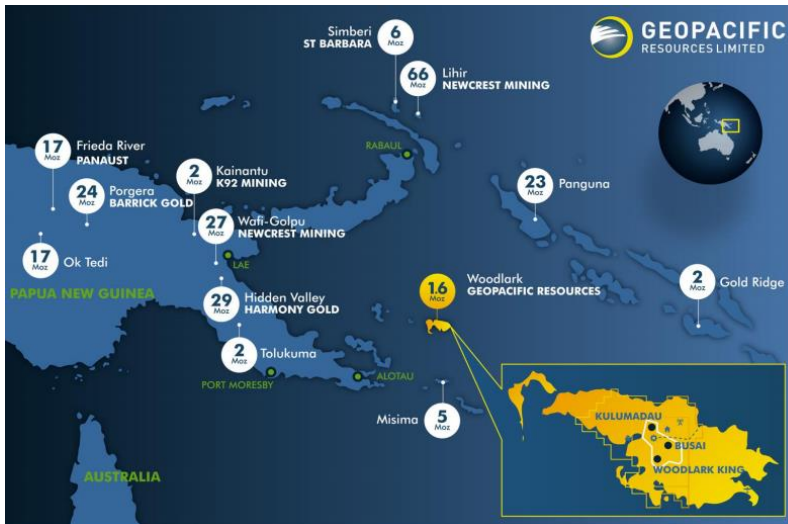 GEOPACIFIC
RESOURCES LIMITED
Simberi
ST BARBARA
6
Moz
66
Moz
Lihir
NEWCREST MINING
RABAUL
17
Moz
Frieda River
PANAUST
2
Moz
Kainantu
K92 MINING
24
Moz
Porgera
BARRICK GOLD
23
Moz
Panguna
27
Moz
Wafi-Golpu
NEWCREST MINING
17
Moz
Ok Tedi
LAE
PAPUA NEW GUINEA
29
Moz
Hidden Valley
HARMONY GOLD
1.6
Moz
Woodlark
GEOPACIFIC RESOURCES
2
Moz
Gold Ridge
2
Moz
Tolukuma
PORT MORESBY
ALOTAU
Misima
5
Moz
KULUMADAU
BUSAI
WOODLARK KING
AUSTRALIA